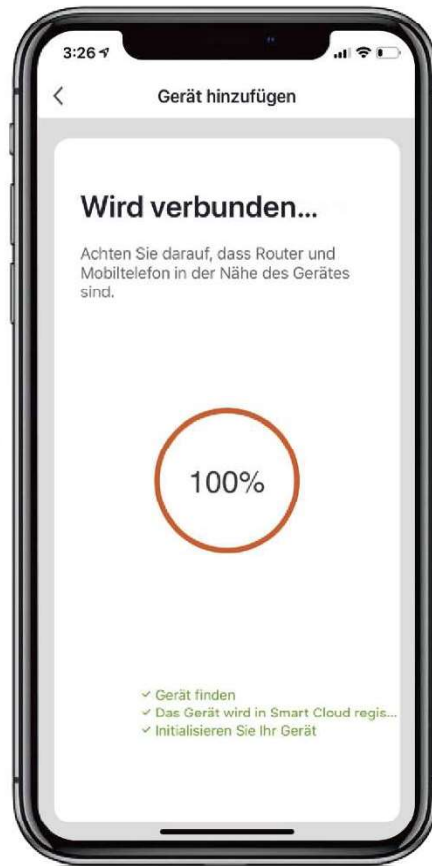 3:26
Gerät hinzufügen
Wird verbunden...
Achten Sie darauf, dass Router und
Mobiltelefon in der Nähe des Gerätes
sind.
100%
✓ Gerät finden
✓ Das Gerät wird in Smart Cloud regis...
✓ Initialisieren Sie Ihr Gerät